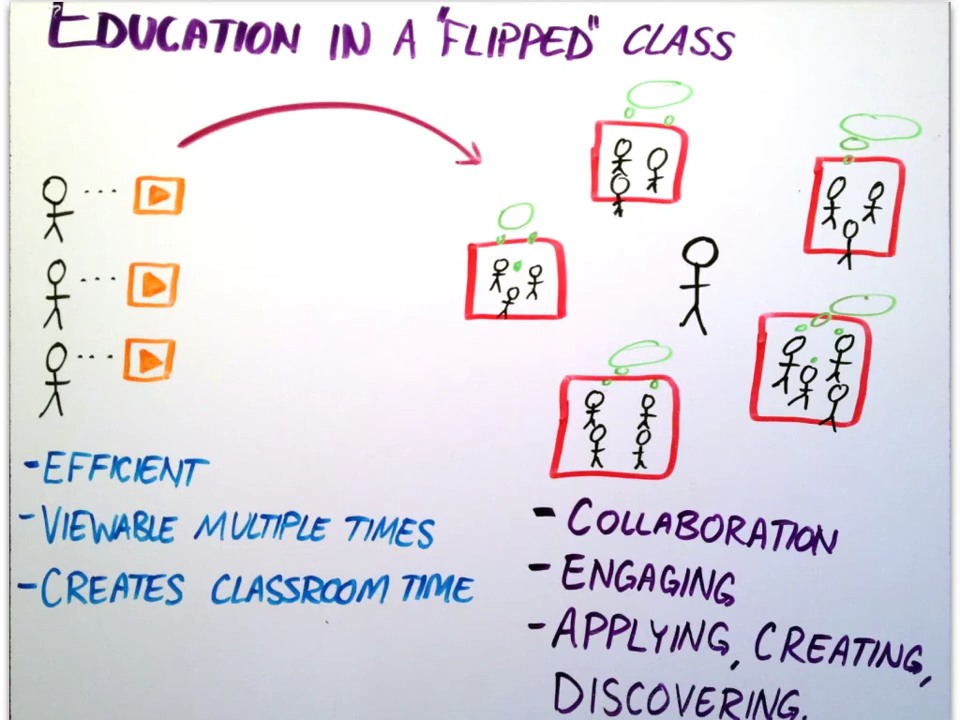 EDUCATION IN A "FLIPPED" CLASS
- EFFICIENT
- VIEWABLE MULTIPLE TIMES
- CREATES CLASSROOM TIME
- COLLABORATION
- ENGAGING
- APPLYING, CREATING,
DISCOVERING.